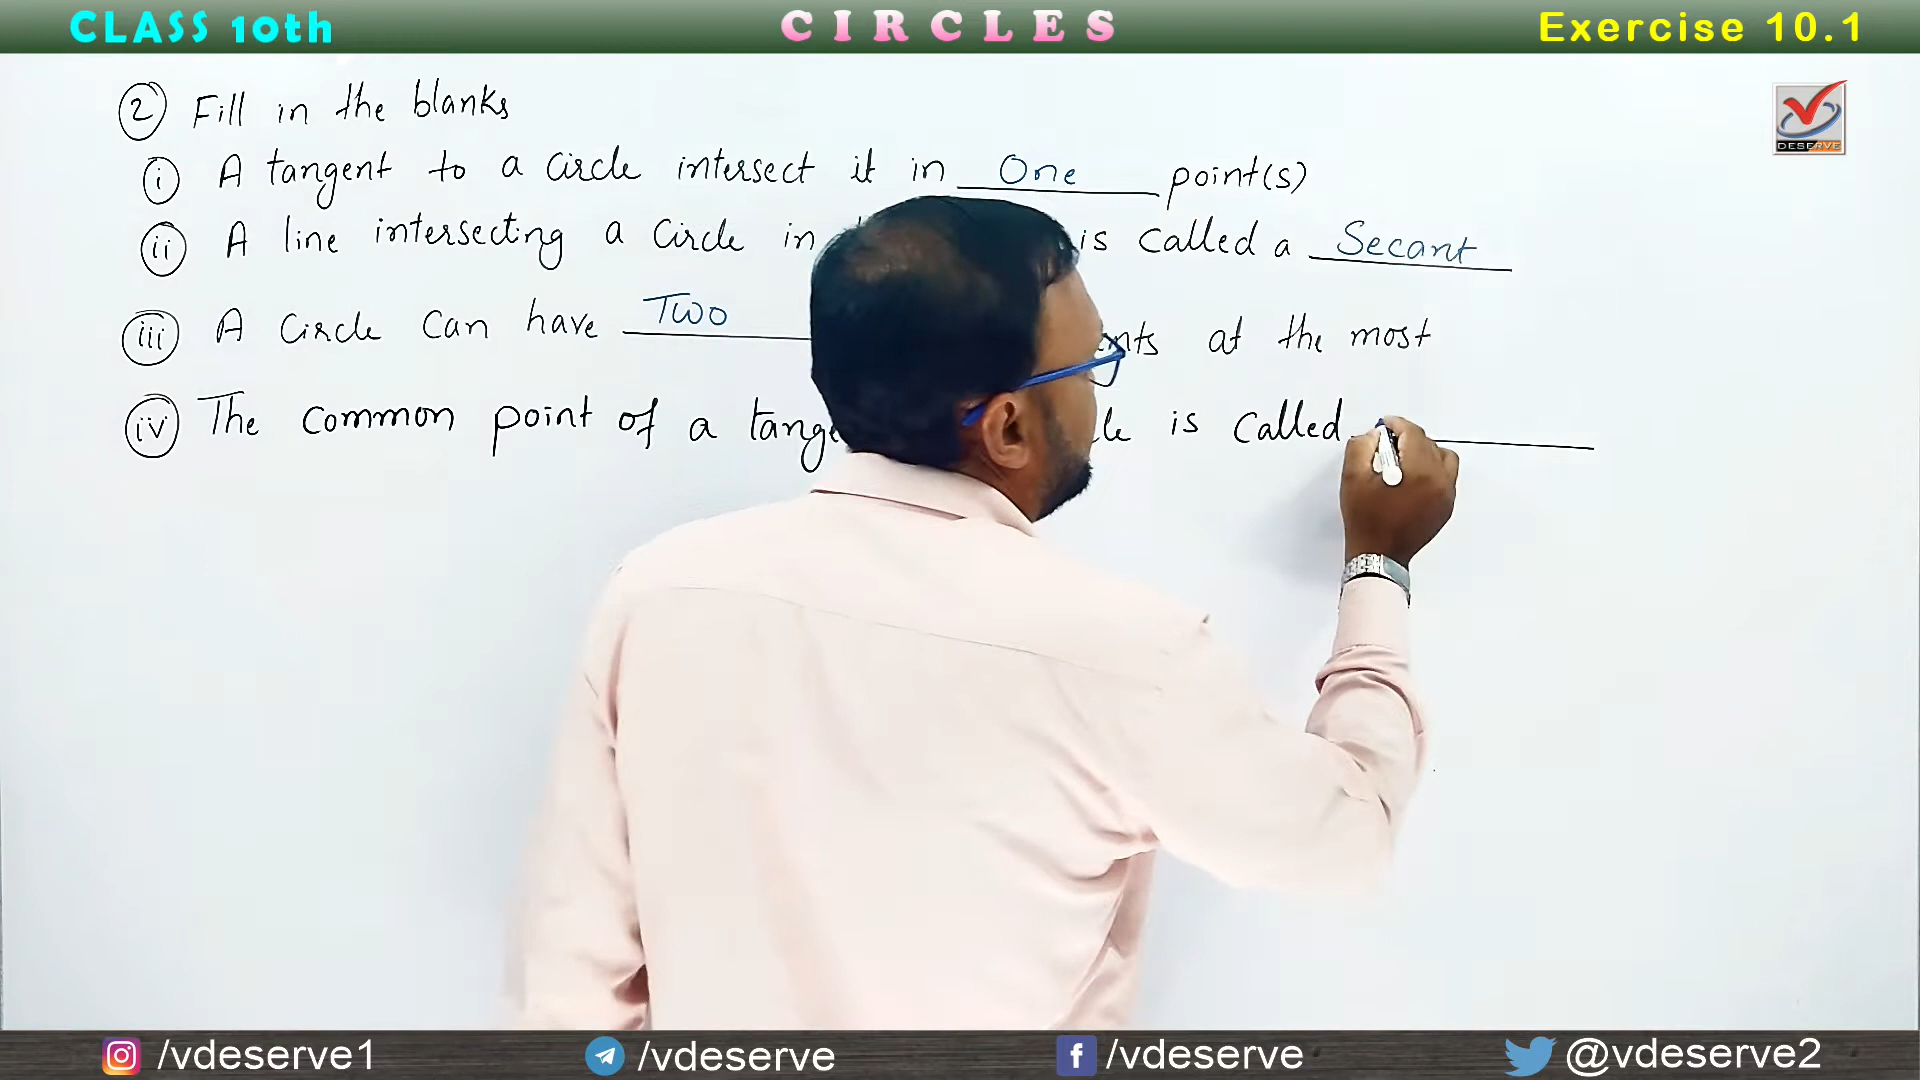 CLASS 10th
CIRCLES
Exercise 10.1
2 Fill in the blanks
i A tangent to a circle intersect it in One point(s)
ii A line intersecting a circle in is called a Secant
iii A Circle can have Two at the most
iv The common point of a is called
DESERVE
/vdeserve1
/vdeserve
/vdeserve
@vdeserve2